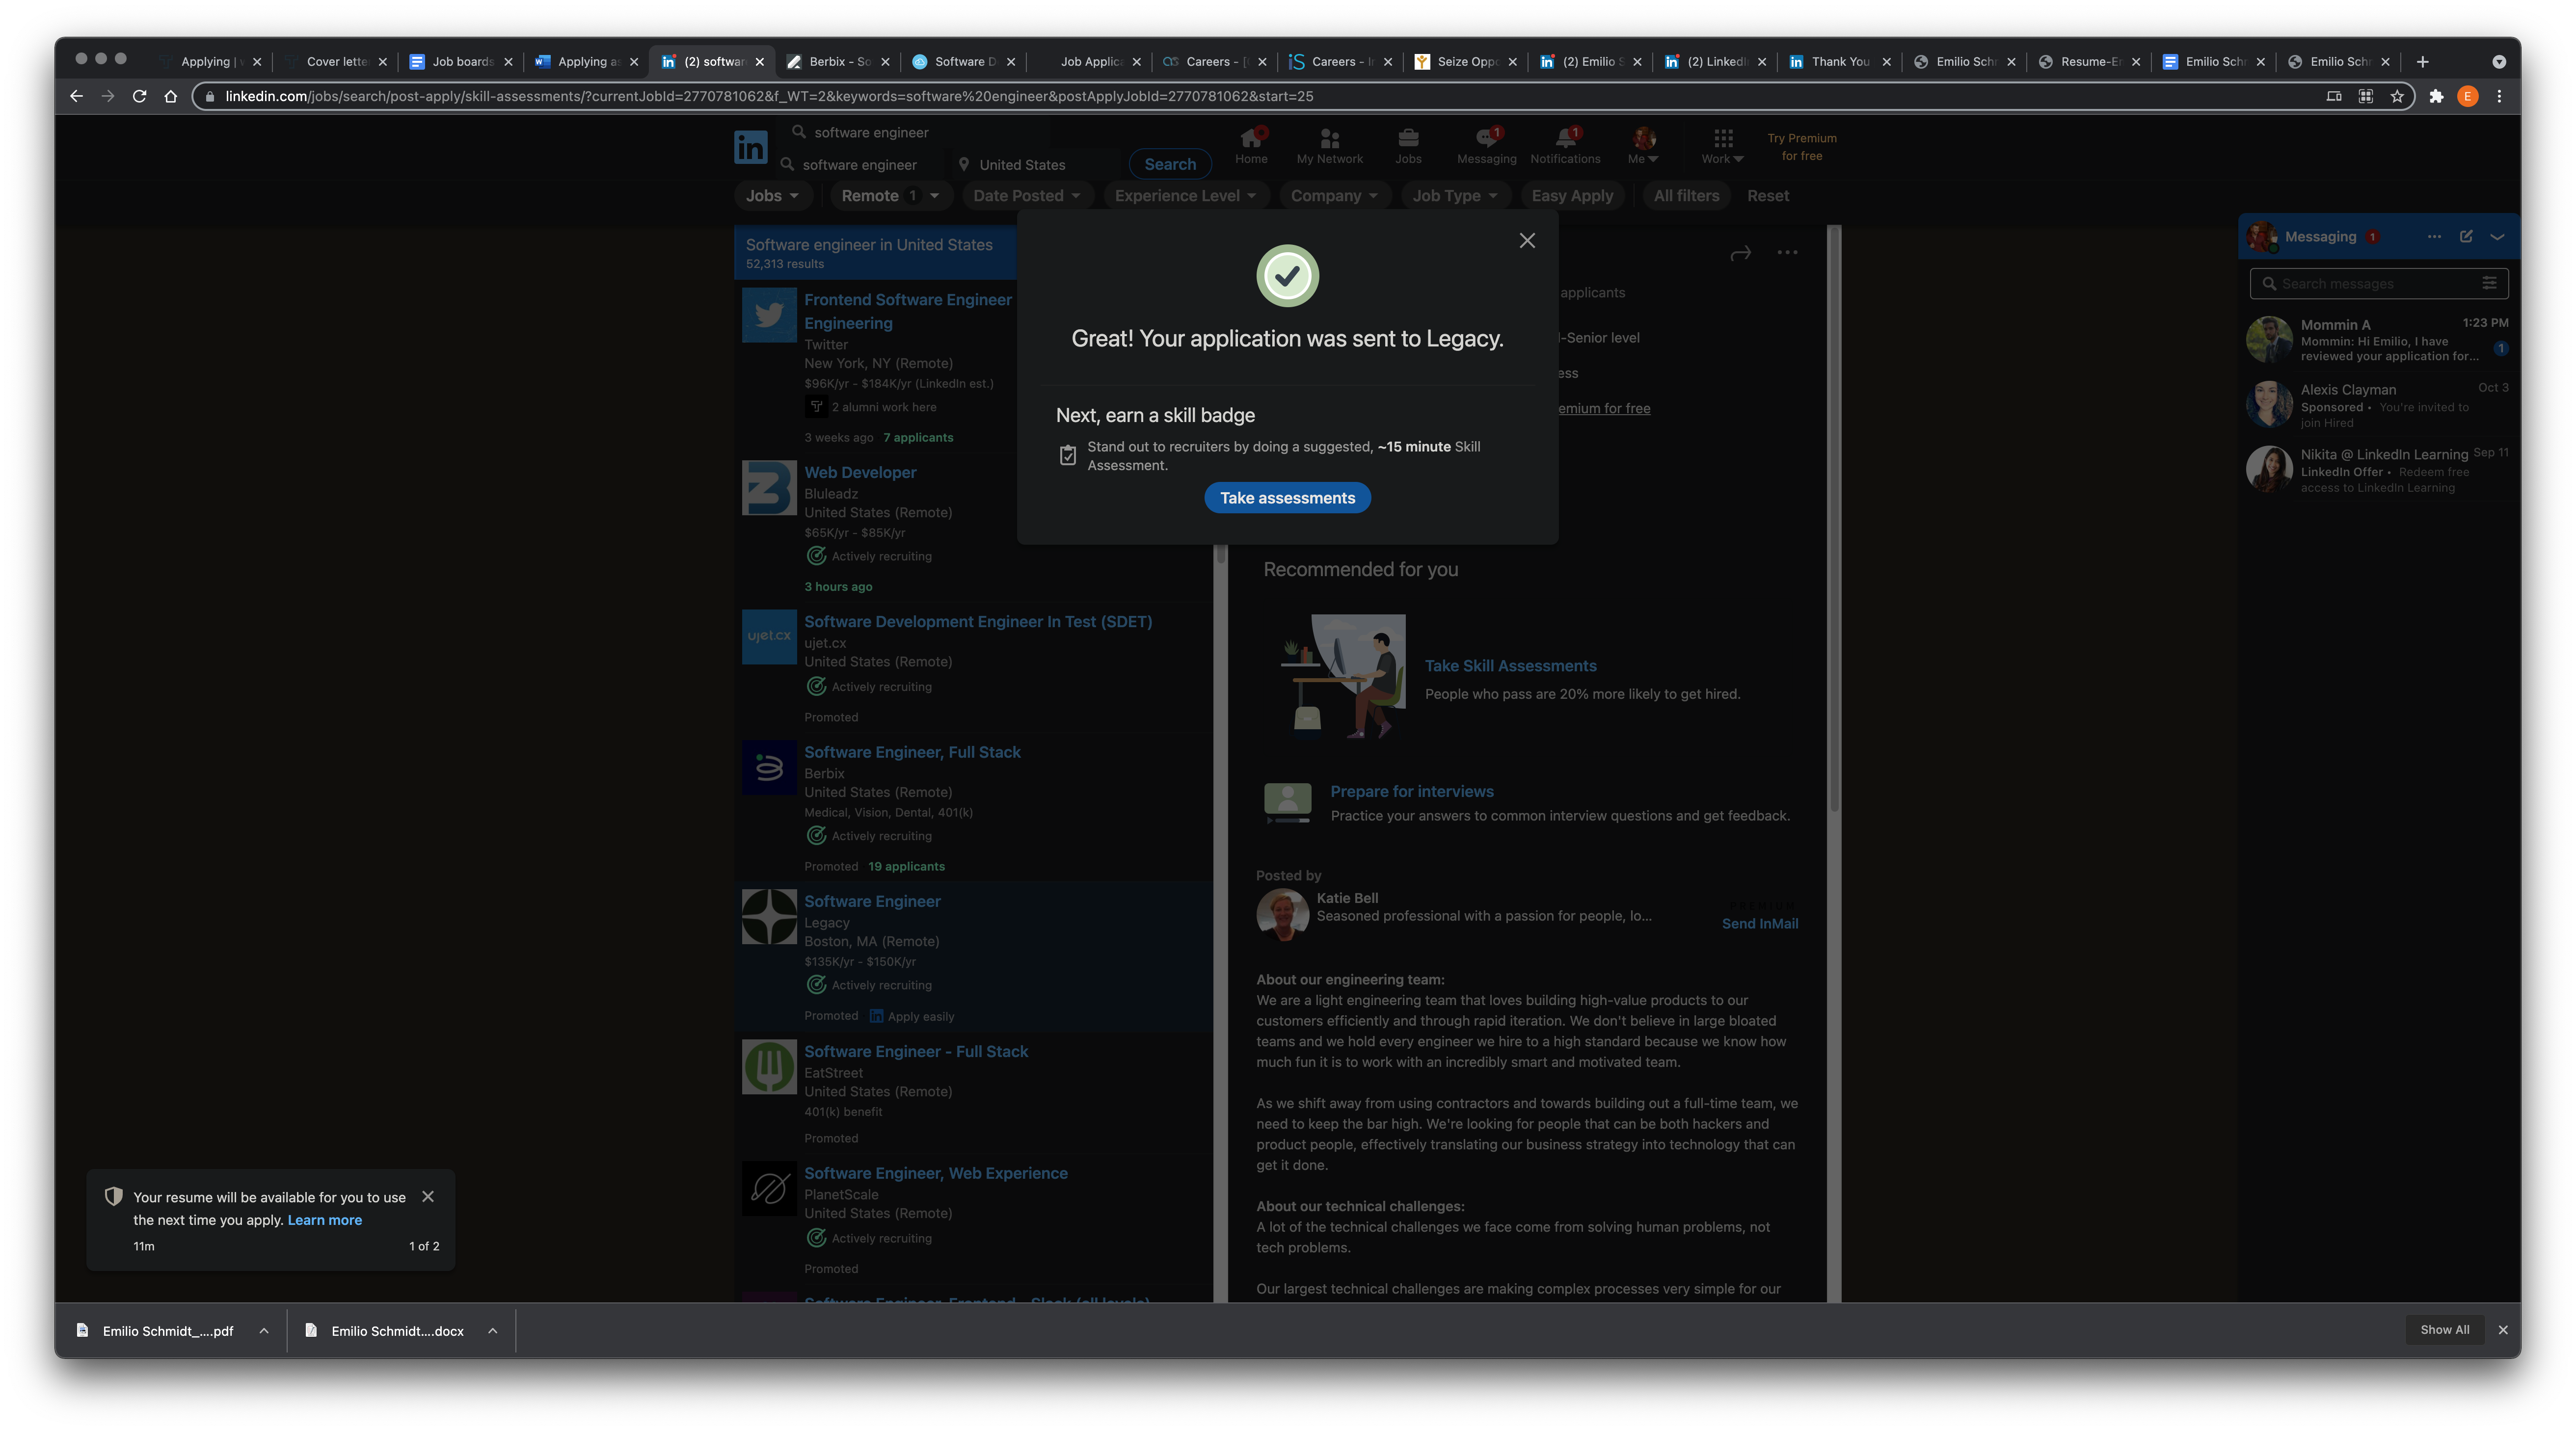 Applying | v
Cover lette
Job boards
Applying as
(2) softwar
Berbix - So
Software D
Job Applica
Careers - [
Careers - In
Seize Oppo
(2) Emilio S
(2) LinkedIn
Thank You
Emilio Schm
Resume-Em
Emilio Schm
Emilio Schm
linkedin.com/jobs/search/post-apply/skill-assessments/?currentJobId=2770781062&f_WT=2&keywords=software%20engineer&postApplyJobId=2770781062&start=25
E
in
software engineer
software engineer
United States
Search
Home
My Network
1
Jobs
Messaging
1
Notifications
Me
Work
Try Premium
for free
Jobs
Remote 1
Date Posted
Experience Level
Company
Job Type
Easy Apply
All filters
Reset
Software engineer in United States
52,313 results
Frontend Software Engineer
Engineering
Twitter
New York, NY (Remote)
$96K/yr - $184K/yr (LinkedIn est.)
2 alumni work here
3 weeks ago 7 applicants
Web Developer
Bluleadz
United States (Remote)
$65K/yr - $85K/yr
Actively recruiting
3 hours ago
ujet.cx
Software Development Engineer In Test (SDET)
ujet.cx
United States (Remote)
Actively recruiting
Promoted
Software Engineer, Full Stack
Berbix
United States (Remote)
Medical, Vision, Dental, 401(k)
Actively recruiting
Promoted 19 applicants
Software Engineer
Legacy
Boston, MA (Remote)
$135K/yr - $150K/yr
Actively recruiting
Promoted in Apply easily
Software Engineer - Full Stack
EatStreet
United States (Remote)
401(k) benefit
Promoted
Software Engineer, Web Experience
PlanetScale
United States (Remote)
Actively recruiting
Promoted
Software Engineer, Frontend - Slack (all levels)
Great! Your application was sent to Legacy.
Next, earn a skill badge
Stand out to recruiters by doing a suggested, ~15 minute Skill
Assessment.
Take assessments
applicants
-Senior level
ess
emium for free
Recommended for you
Take Skill Assessments
People who pass are 20% more likely to get hired.
Prepare for interviews
Practice your answers to common interview questions and get feedback.
Posted by
Katie Bell
Seasoned professional with a passion for people, lo...
PREMIUM
Send InMail
About our engineering team:
We are a light engineering team that loves building high-value products to our
customers efficiently and through rapid iteration. We don't believe in large bloated
teams and we hold every engineer we hire to a high standard because we know how
much fun it is to work with an incredibly smart and motivated team.
As we shift away from using contractors and towards building out a full-time team, we
need to keep the bar high. We're looking for people that can be both hackers and
product people, effectively translating our business strategy into technology that can
get it done.
About our technical challenges:
A lot of the technical challenges we face come from solving human problems, not
tech problems.
Our largest technical challenges are making complex processes very simple for our
Messaging 1
Search messages
Mommin A 1:23 PM
Mommin: Hi Emilio, I have
reviewed your application for... 1
Alexis Clayman Oct 3
Sponsored • You're invited to
join Hired
Nikita @ LinkedIn Learning Sep 11
LinkedIn Offer • Redeem free
access to LinkedIn Learning
Your resume will be available for you to use
the next time you apply. Learn more
11m 1 of 2
Emilio Schmidt_....pdf
Emilio Schmidt....docx
Show All